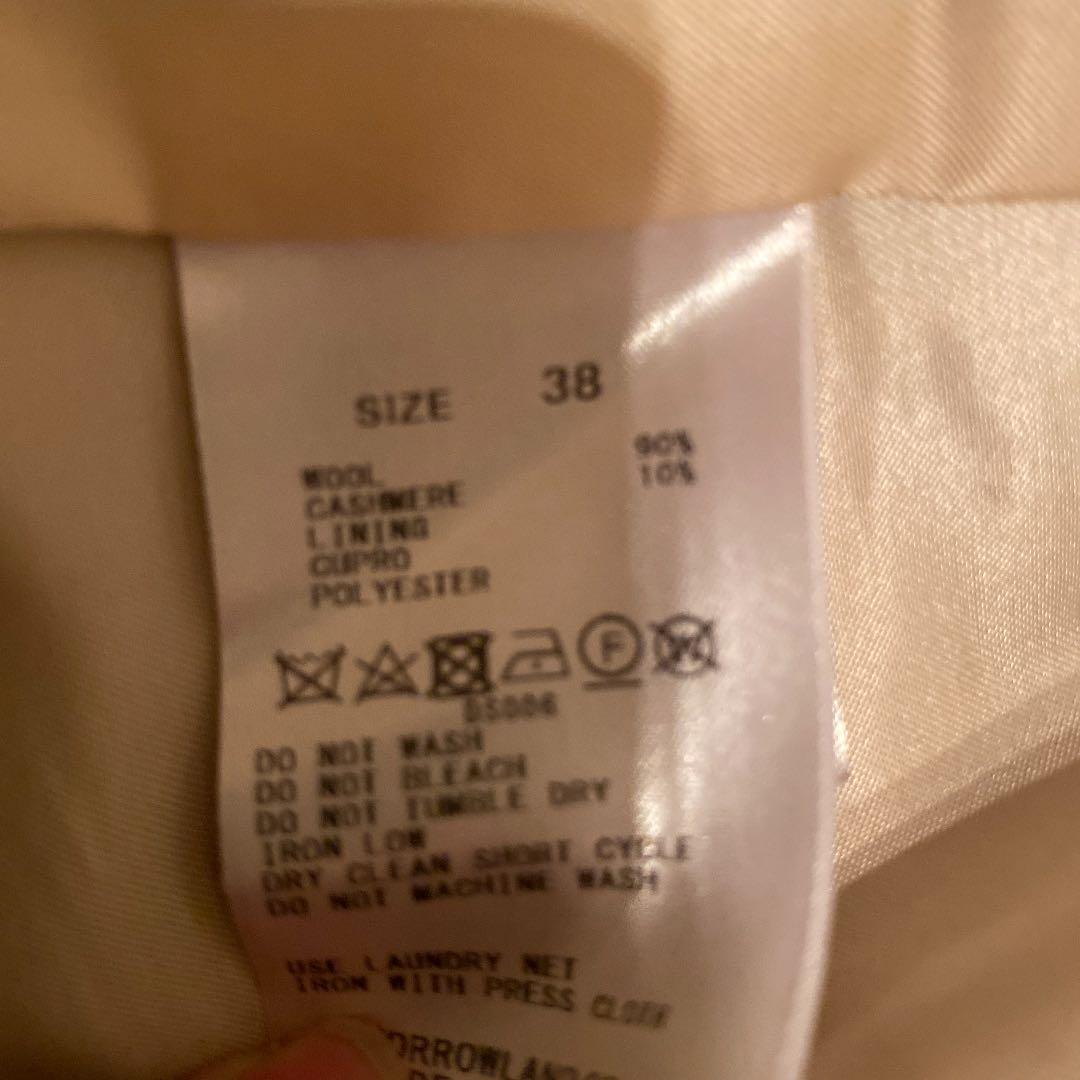 SIZE 38
WOOL 90%
CASHMERE 10%
LINING
CUPRO
POLYESTER
F W
DO NOT WASH
DO NOT BLEACH
DO NOT TUMBLE DRY
IRON LOW
DRY CLEAN SHORT CYCLE
DO NOT MACHINE WASH
USE LAUNDRY NET
IRON WITH PRESS CLOTH